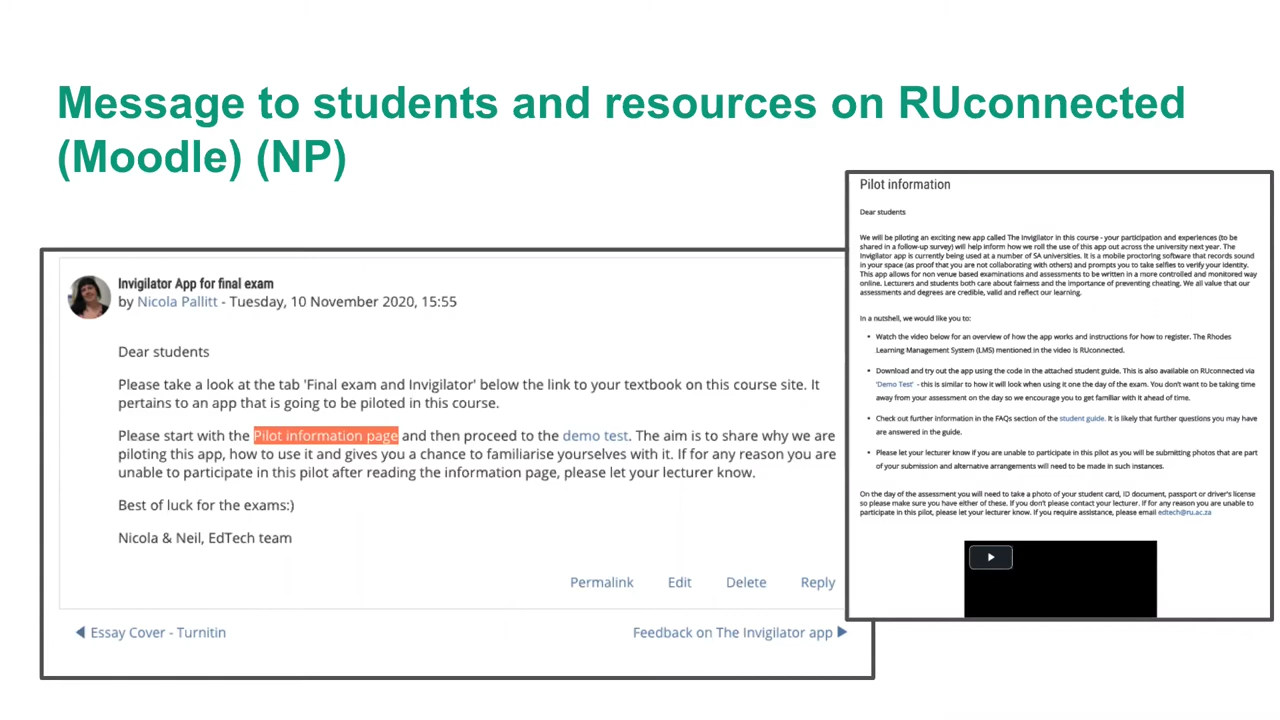 Message to students and resources on RUconnected
(Moodle) (NP)
Invigilator App for final exam
by Nicola Pallitt - Tuesday, 10 November 2020, 15:55
Dear students
Please take a look at the tab 'Final exam and Invigilator' below the link to your textbook on this course site. It
pertains to an app that is going to be piloted in this course.
Please start with the Pilot information page and then proceed to the demo test. The aim is to share why we are
piloting this app, how to use it and gives you a chance to familiarise yourselves with it. If for any reason you are
unable to participate in this pilot after reading the information page, please let your lecturer know.
Best of luck for the exams:)
Nicola & Neil, EdTech team
Permalink Edit Delete Reply
Essay Cover - Turnitin
Feedback on The Invigilator app
Pilot information
Dear students
We will be piloting an exciting new app called The Invigilator in this course - your participation and experiences (to be
shared in a follow-up survey) will help inform how we roll the use of this app out across the university next year. The
Invigilator app is currently being used at a number of SA universities. It is a mobile proctoring software that records sound
in your space (as proof that you are not collaborating with others) and prompts you to take selfies to verify your identity.
This app allows for non venue based examinations and assessments to be written in a more controlled and monitored way
online. Lecturers and students both care about fairness and the importance of preventing cheating. We all value that our
assessments and degrees are credible, valid and reflect our learning.
In a nutshell, we would like you to:
• Watch the video below for an overview of how the app works and instructions for how to register. The Rhodes
Learning Management System (LMS) mentioned in the video is RUconnected.
• Download and try out the app using the code in the attached student guide. This is also available on RUconnected via
'Demo Test' - this is similar to how it will look when using it one the day of the exam. You don't want to be taking time
away from your assessment on the day so we encourage you to get familiar with it ahead of time.
• Check out further information in the FAQs section of the student guide. It is likely that further questions you may have
are answered in the guide.
• Please let your lecturer know if you are unable to participate in this pilot as you will be submitting photos that are part
of your submission and alternative arrangements will need to be made in such instances.
On the day of the assessment you will need to take a photo of your student card, ID document, passport or driver's license
so please make sure you have either of these. If you don't please contact your lecturer. If for any reason you are unable to
participate in this pilot, please let your lecturer know. If you require assistance, please email edtech@ru.ac.za